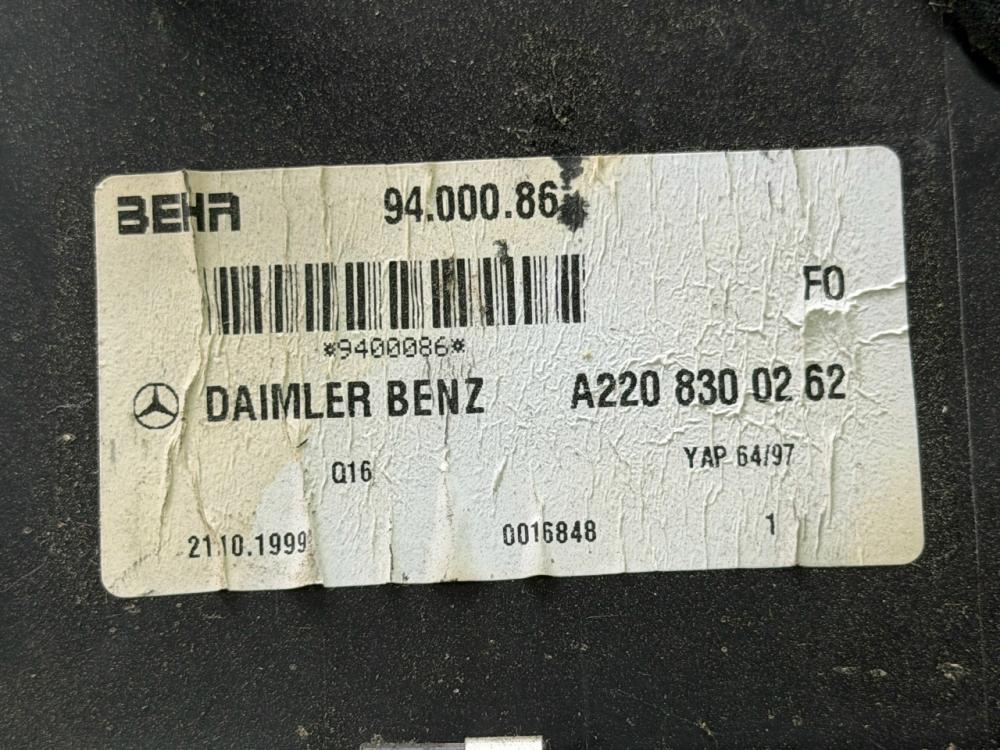 BEHR 94.000.86
F0
*9400086*
DAIMLER BENZ A220 830 02 62
Q16 YAP 64/97
21.10.1999 0016848 1